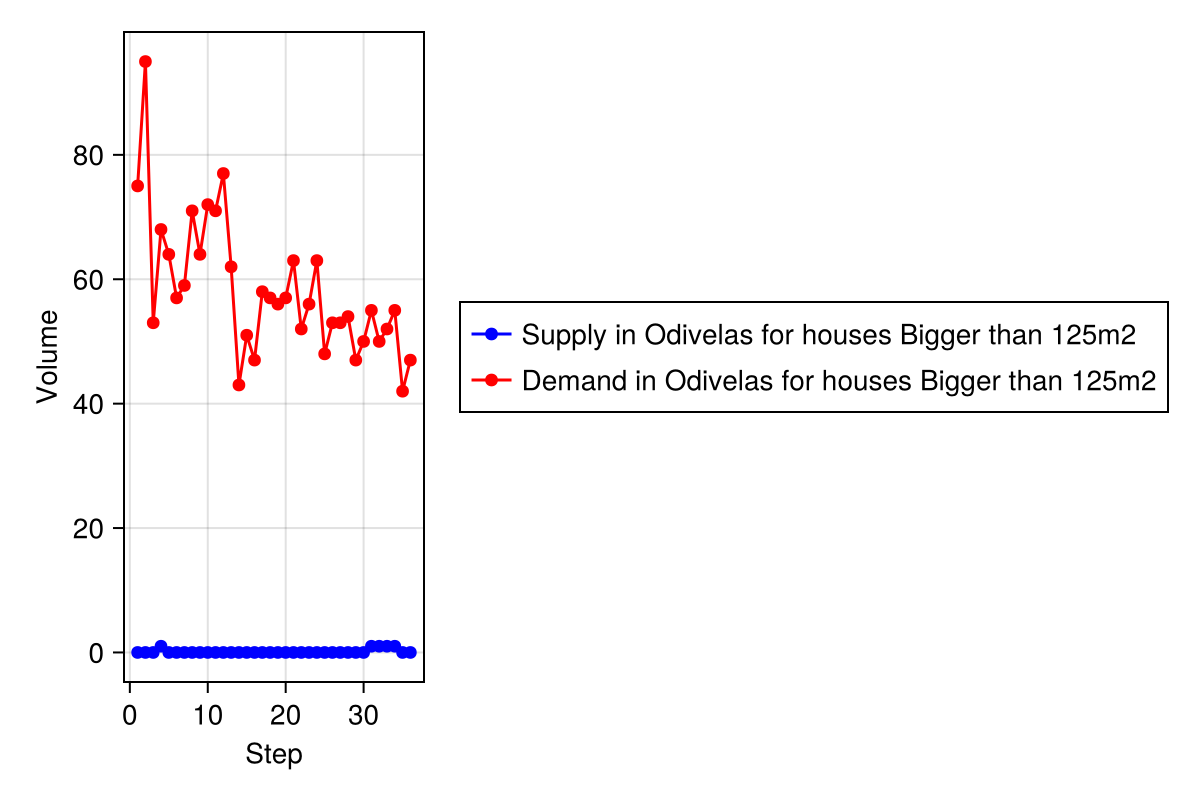 80
60
40
20
0
Volume
0 10 20 30
Step
Supply in Odivelas for houses Bigger than 125m2
Demand in Odivelas for houses Bigger than 125m2